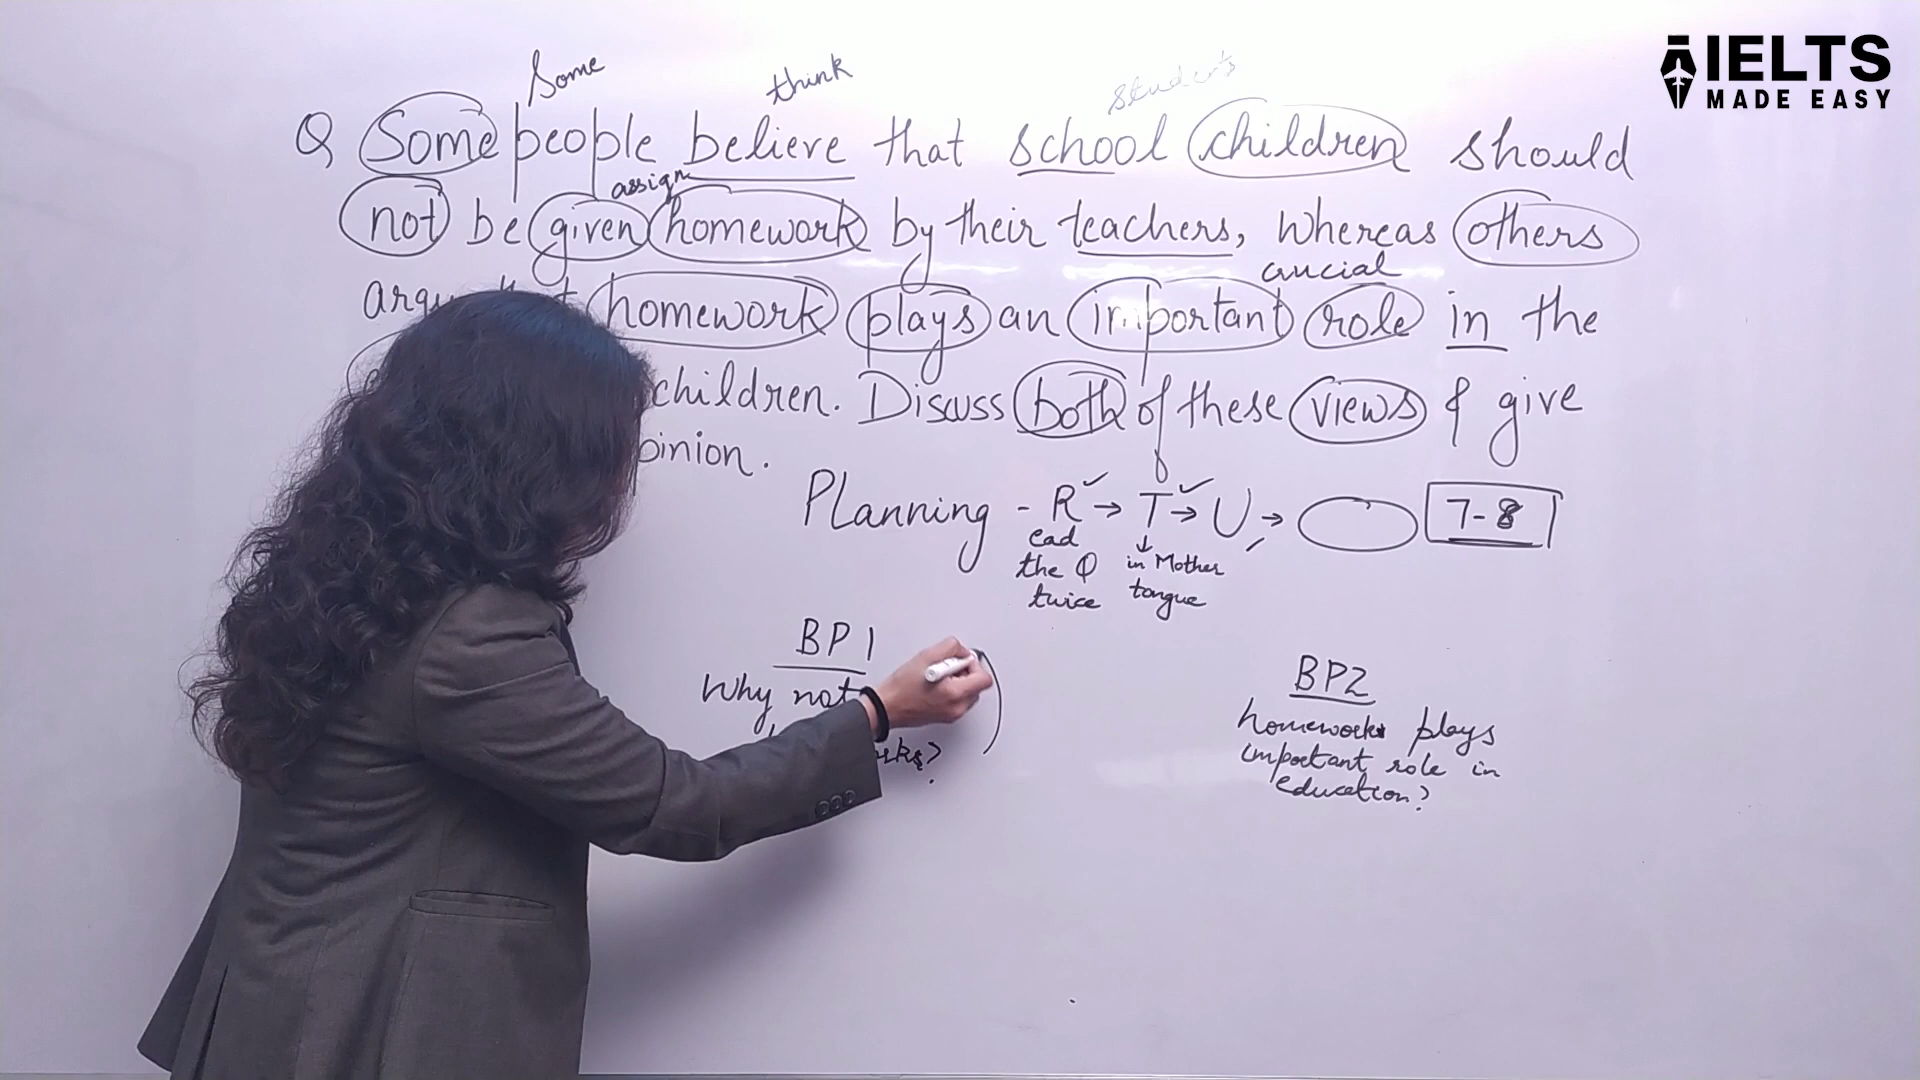 IELTS
MADE EASY
Some think students
Q Some people believe that school children should
assign
not be given homework by their teachers, whereas others
crucial
homework plays an important role in the
children. Discuss both of these views & give
pinion.
Planning - R → T → U → 7-8
ead the Q twice
in Mother tongue
BP1
Why not
BP2
homeworks plays
important role in
education?